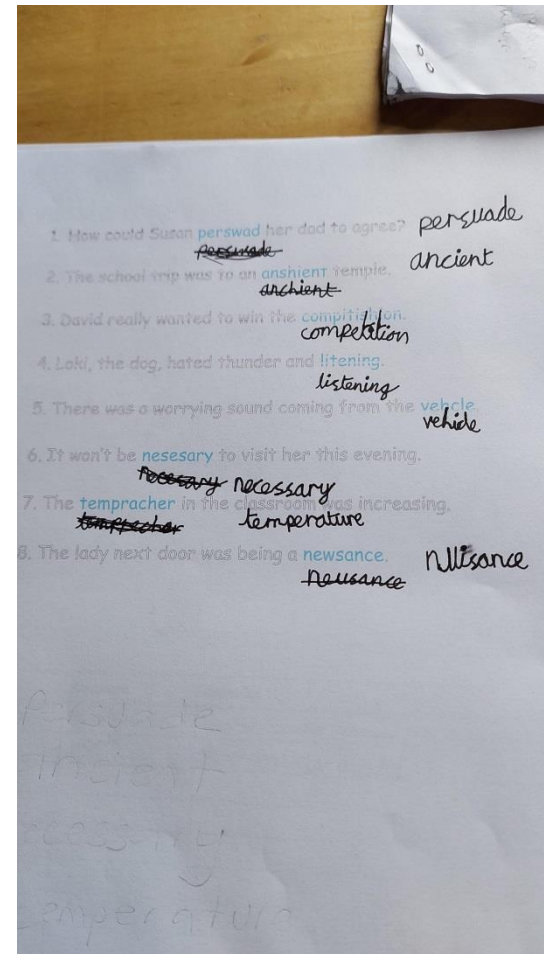 1. How could Susan perswad her dad to agree? persuade
2. The school trip was to an anshient temple. ancient
anchient
3. David really wanted to win the compitishion.
competition
4. Loki, the dog, hated thunder and litening.
listening
5. There was a worrying sound coming from the vehcle.
vehicle
6. It won't be nesesary to visit her this evening.
necessary
7. The tempracher in the classroom was increasing.
temperature
8. The lady next door was being a newsance. nuisance
neusance
persuade
ancient
cessary
temperature